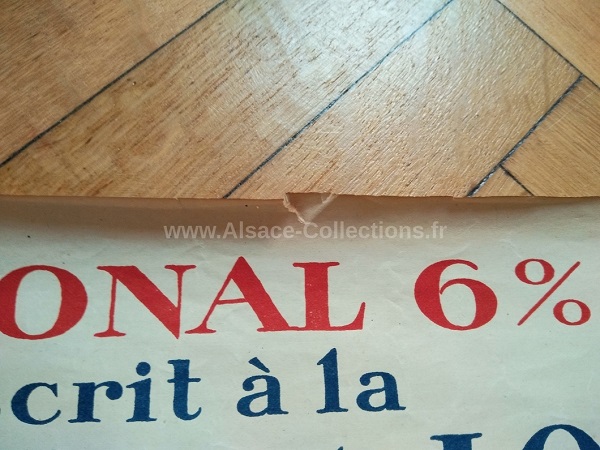 www.Alsace-Collections.fr
ONAL 6%
crit à la